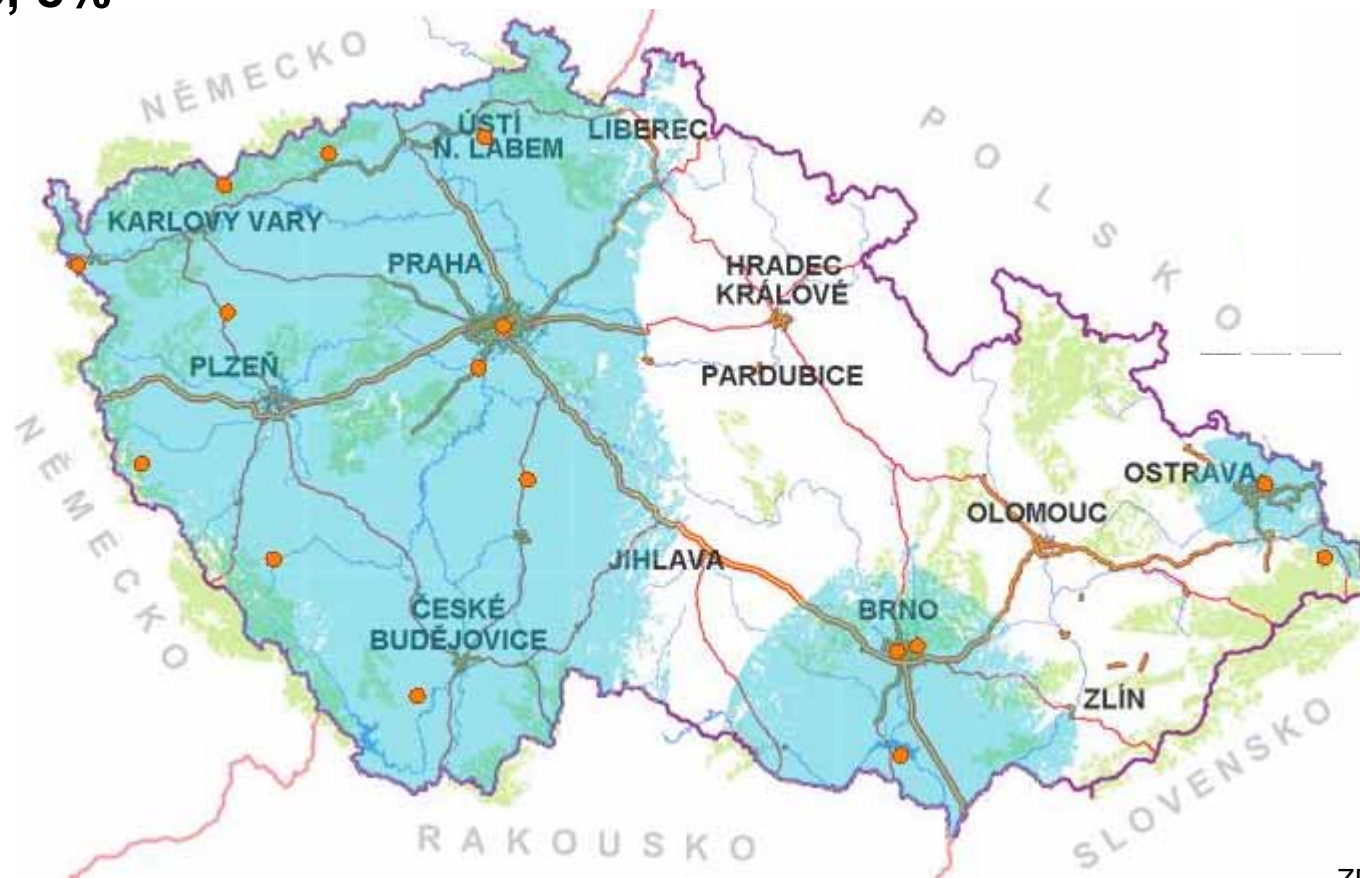 NĚMECKO
POLSKO
ÚSTÍ
N. LABEM
LIBEREC
KARLOVY VARY
PRAHA
HRADEC
KRÁLOVÉ
PLZEŇ
PARDUBICE
NĚMECKO
OSTRAVA
OLOMOUC
JIHLAVA
ČESKÉ
BUDĚJOVICE
BRNO
ZLÍN
SLOVENSKO
RAKOUSKO